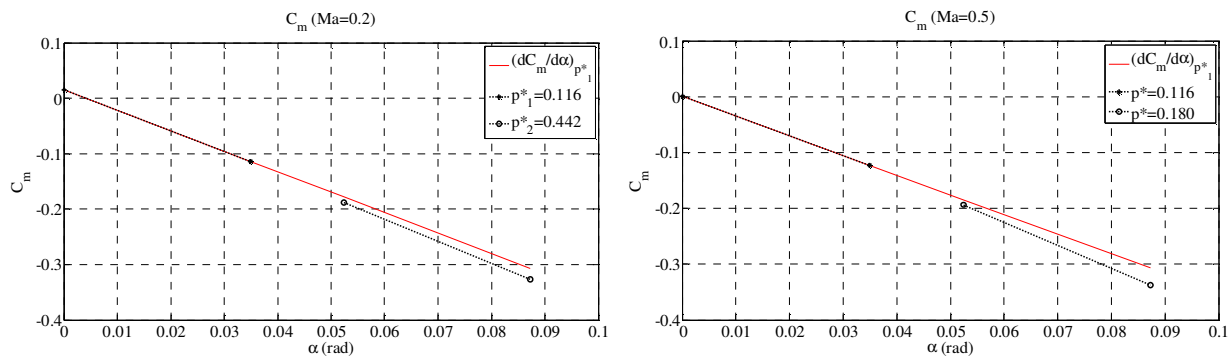 C_m (Ma=0.2)
0.1
0
-0.1
-0.2
-0.3
-0.4
C_m
0
0.01
0.02
0.03
0.04
0.05
0.06
0.07
0.08
0.09
0.1
α (rad)
(dC_m/dα)_{p*_1}
p*_1=0.116
p*_2=0.442
C_m (Ma=0.5)
0.1
0
-0.1
-0.2
-0.3
-0.4
C_m
0
0.01
0.02
0.03
0.04
0.05
0.06
0.07
0.08
0.09
0.1
α (rad)
(dC_m/dα)_{p*_1}
p*=0.116
p*=0.180